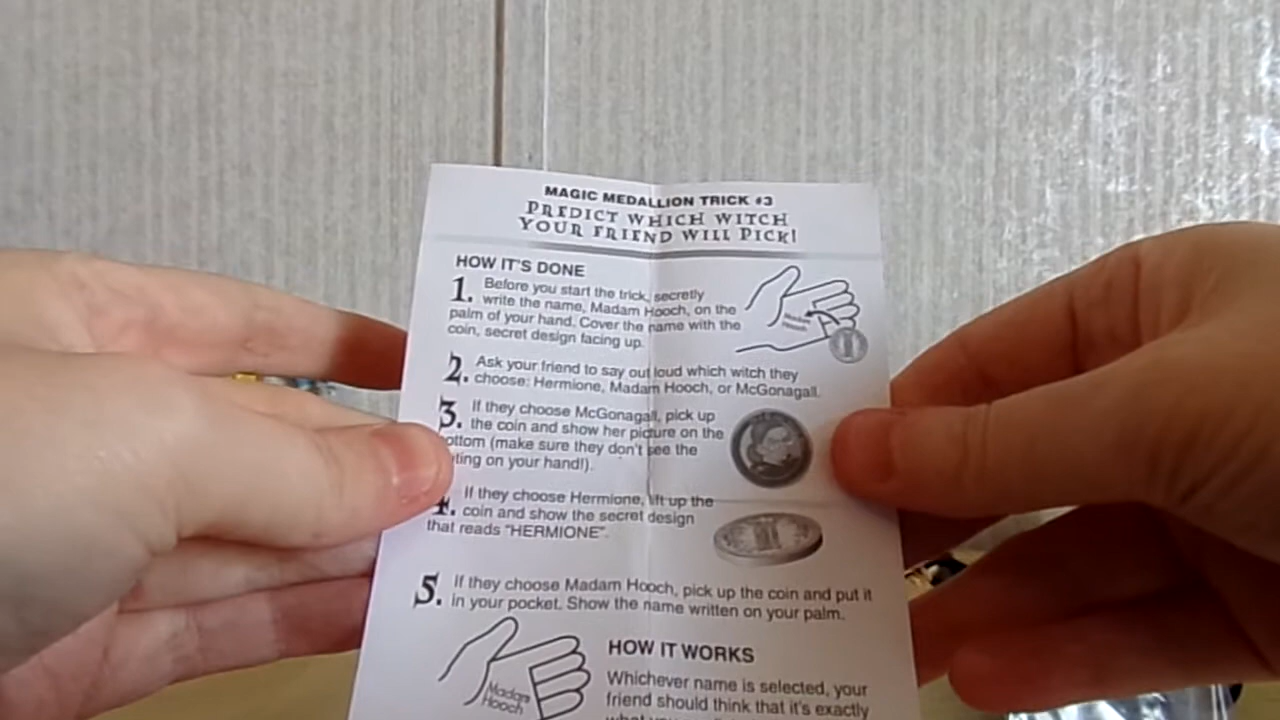 MAGIC MEDALLION TRICK #3
PREDICT WHICH WITCH
YOUR FRIEND WILL PICK!
HOW IT'S DONE
1. Before you start the trick, secretly
write the name, Madam Hooch, on the
palm of your hand. Cover the name with the
coin, secret design facing up.
Madam
Hooch
2. Ask your friend to say out loud which witch they
choose: Hermione, Madam Hooch, or McGonagall.
3. If they choose McGonagall, pick up
the coin and show her picture on the
ottom (make sure they don't see the
ting on your hand!).
4. If they choose Hermione, lift up the
coin and show the secret design
that reads "HERMIONE".
5. If they choose Madam Hooch, pick up the coin and put it
in your pocket. Show the name written on your palm.
Madam
Hooch
HOW IT WORKS
Whichever name is selected, your
friend should think that it's exactly